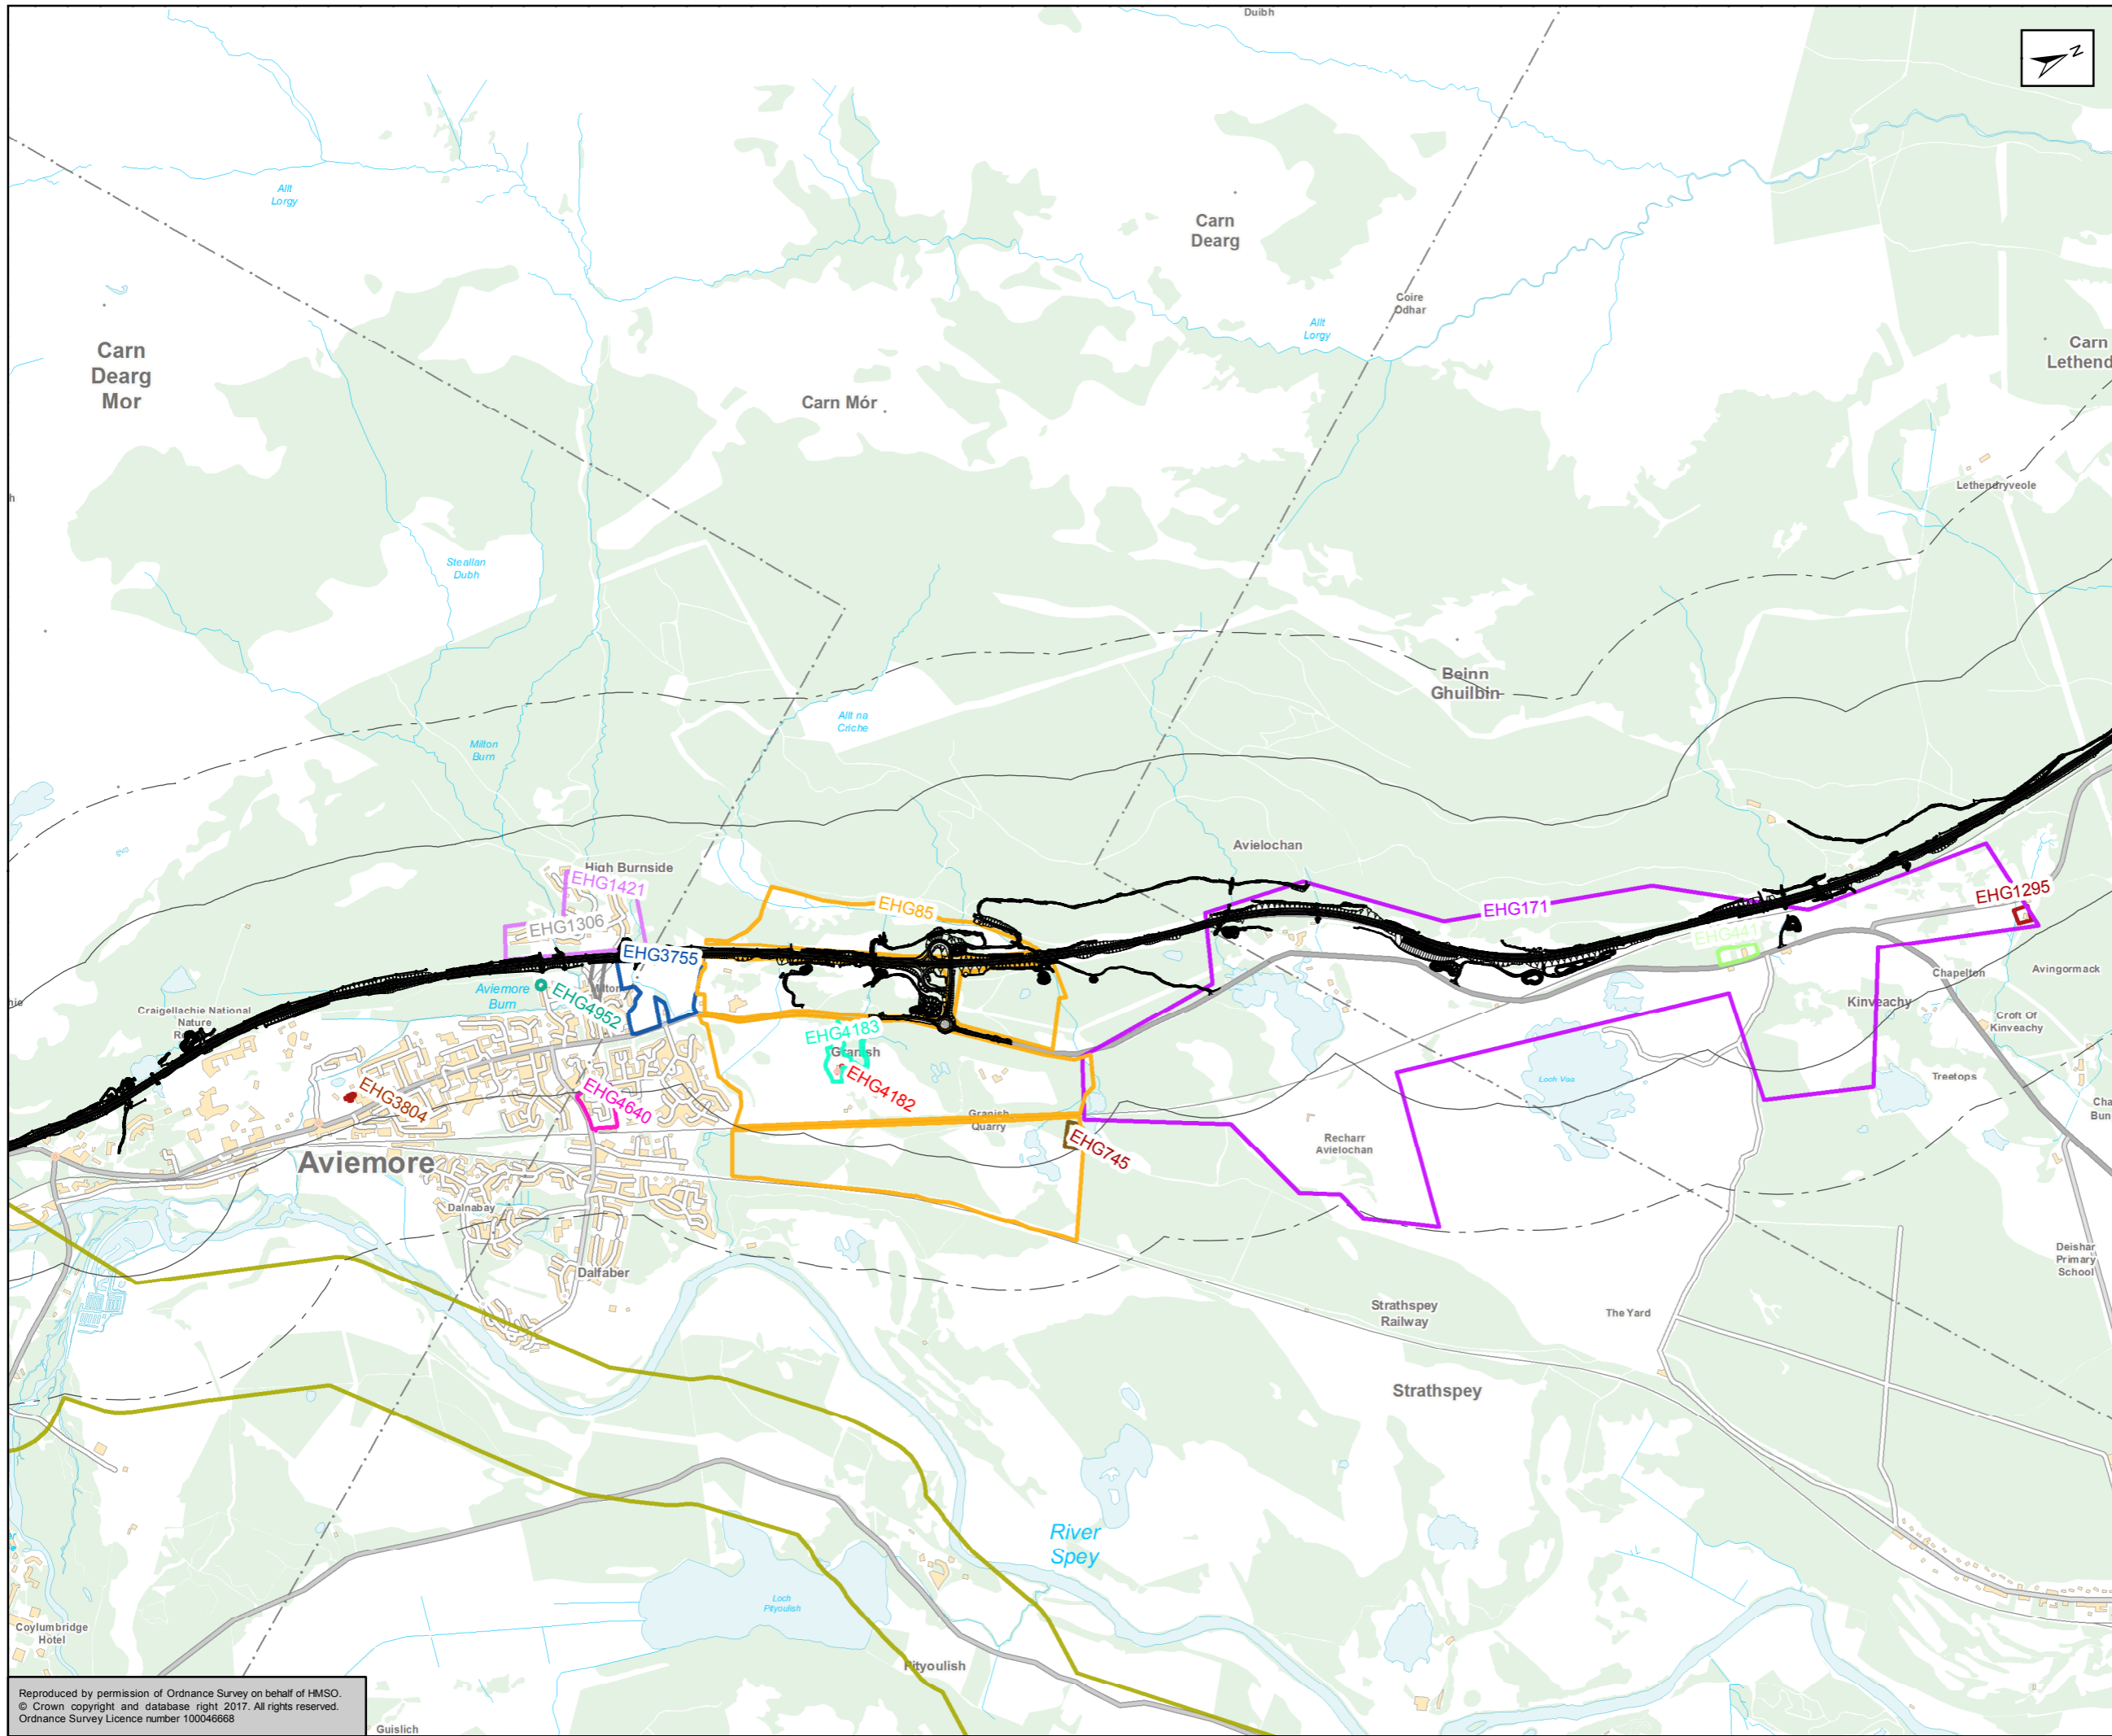 Duibh
N
Allt
Lorgy
Carn
Dearg
Coire
Odhar
Allt
Lorgy
Carn
Dearg
Mor
Carn
Lethend
Carn Mór
Lethendryveole
h
Steallan
Dubh
Beinn
Ghuilbin
Allt na
Criche
Milton
Burn
Avielochan
High Burnside
EHG1421
EHG85
EHG171
EHG1295
EHG1306
EHG441
EHG3755
Chapelton
Avingormack
Aviemore
Burn
Milton
EHG4952
Kinveachy
Craigellachie National
Nature
Croft Of
Kinveachy
EHG4183
Granish
EHG4182
Loch Vaa
Treetops
EHG3804
EHG4640
Granish
Quarry
Cha
Bun
EHG745
Recharr
Avielochan
Aviemore
Dalnabay
Dalfaber
Deishar
Primary
School
Strathspey
Railway
The Yard
Strathspey
River
Spey
Loch
Pityoulish
Coylumbridge
Hotel
Pityoulish
Reproduced by permission of Ordnance Survey on behalf of HMSO.
© Crown copyright and database right 2017. All rights reserved.
Ordnance Survey Licence number 100046668
Guislich